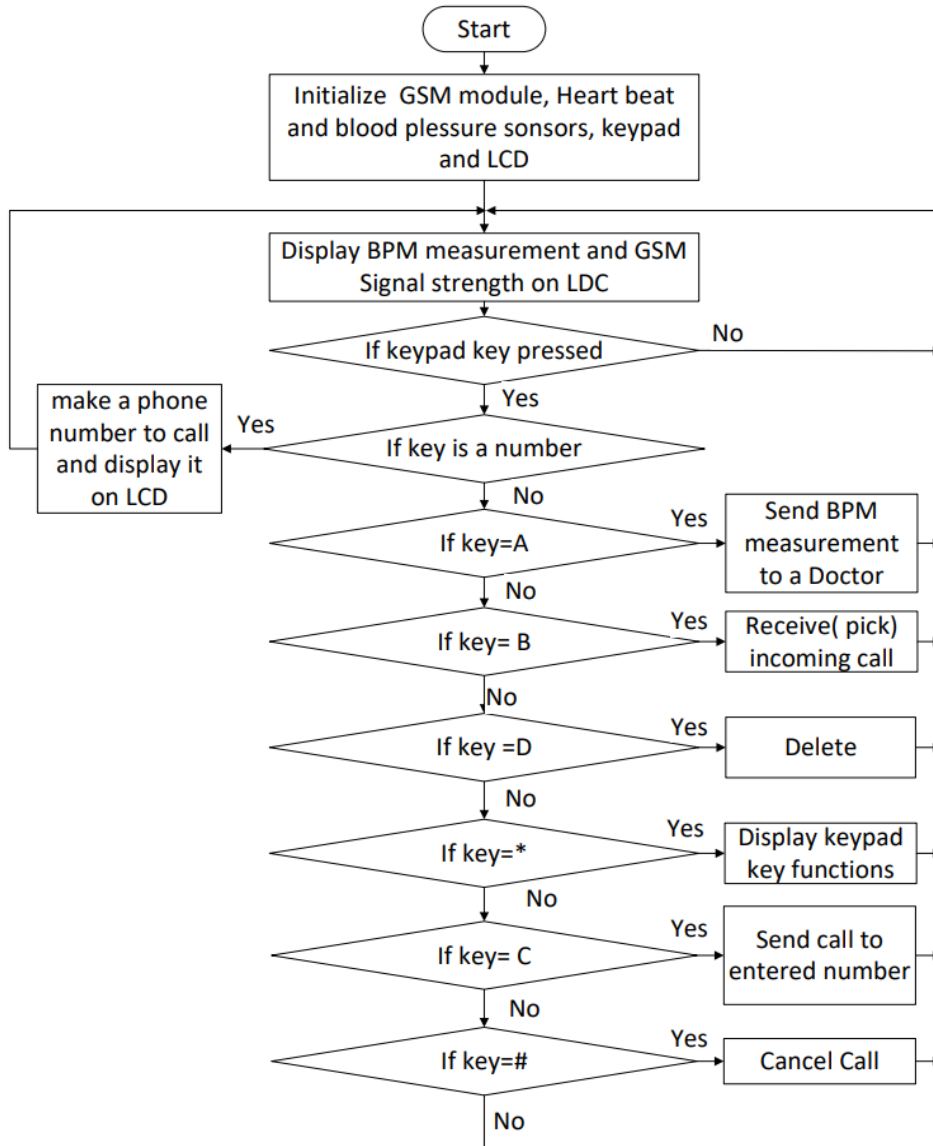 Start
Initialize GSM module, Heart beat
and blood plessure sonsors, keypad
and LCD
Display BPM measurement and GSM
Signal strength on LDC
If keypad key pressed
No
Yes
make a phone
number to call
and display it
on LCD
Yes
If key is a number
No
If key=A
Yes
Send BPM
measurement
to a Doctor
No
If key= B
Yes
Receive( pick)
incoming call
No
If key =D
Yes
Delete
No
If key=*
Yes
Display keypad
key functions
No
If key= C
Yes
Send call to
entered number
No
If key=#
Yes
Cancel Call
No